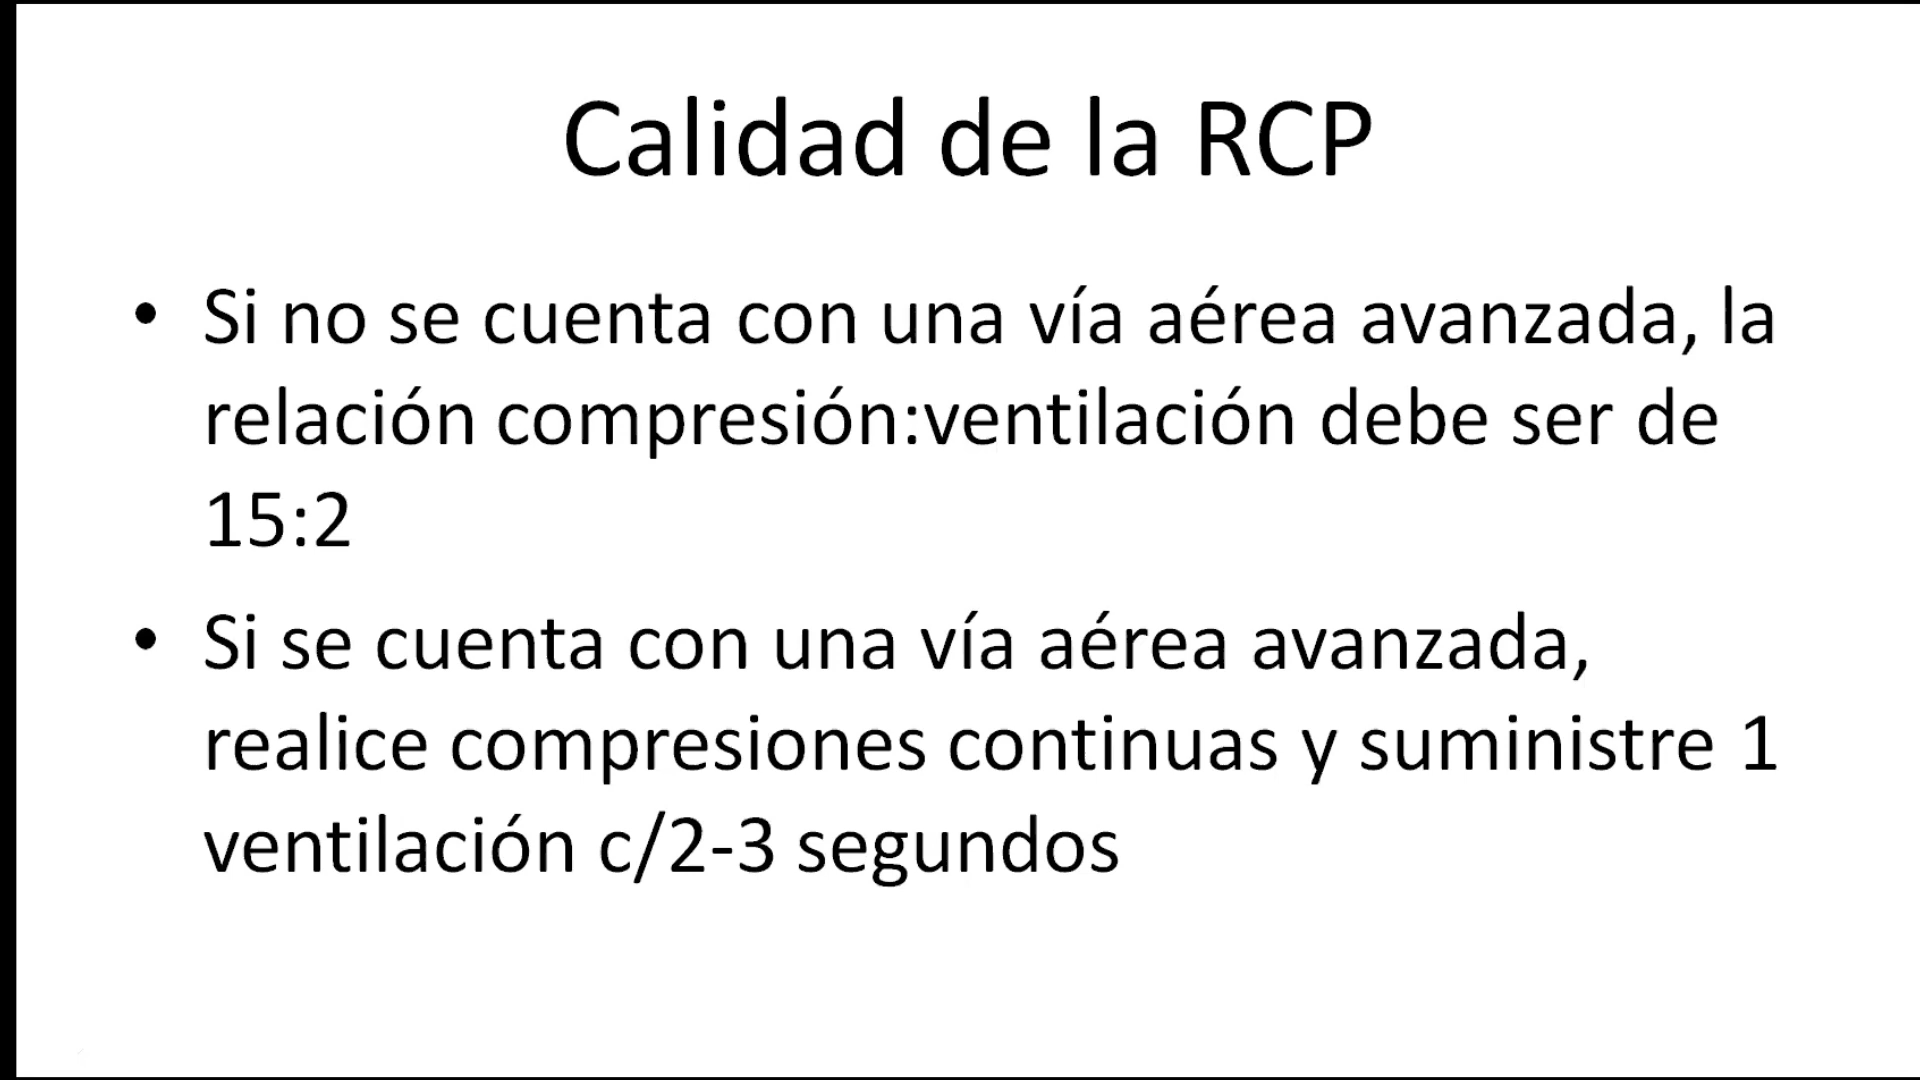 Calidad de la RCP
• Si no se cuenta con una vía aérea avanzada, la
relación compresión:ventilación debe ser de
15:2
• Si se cuenta con una vía aérea avanzada,
realice compresiones continuas y suministre 1
ventilación c/2-3 segundos